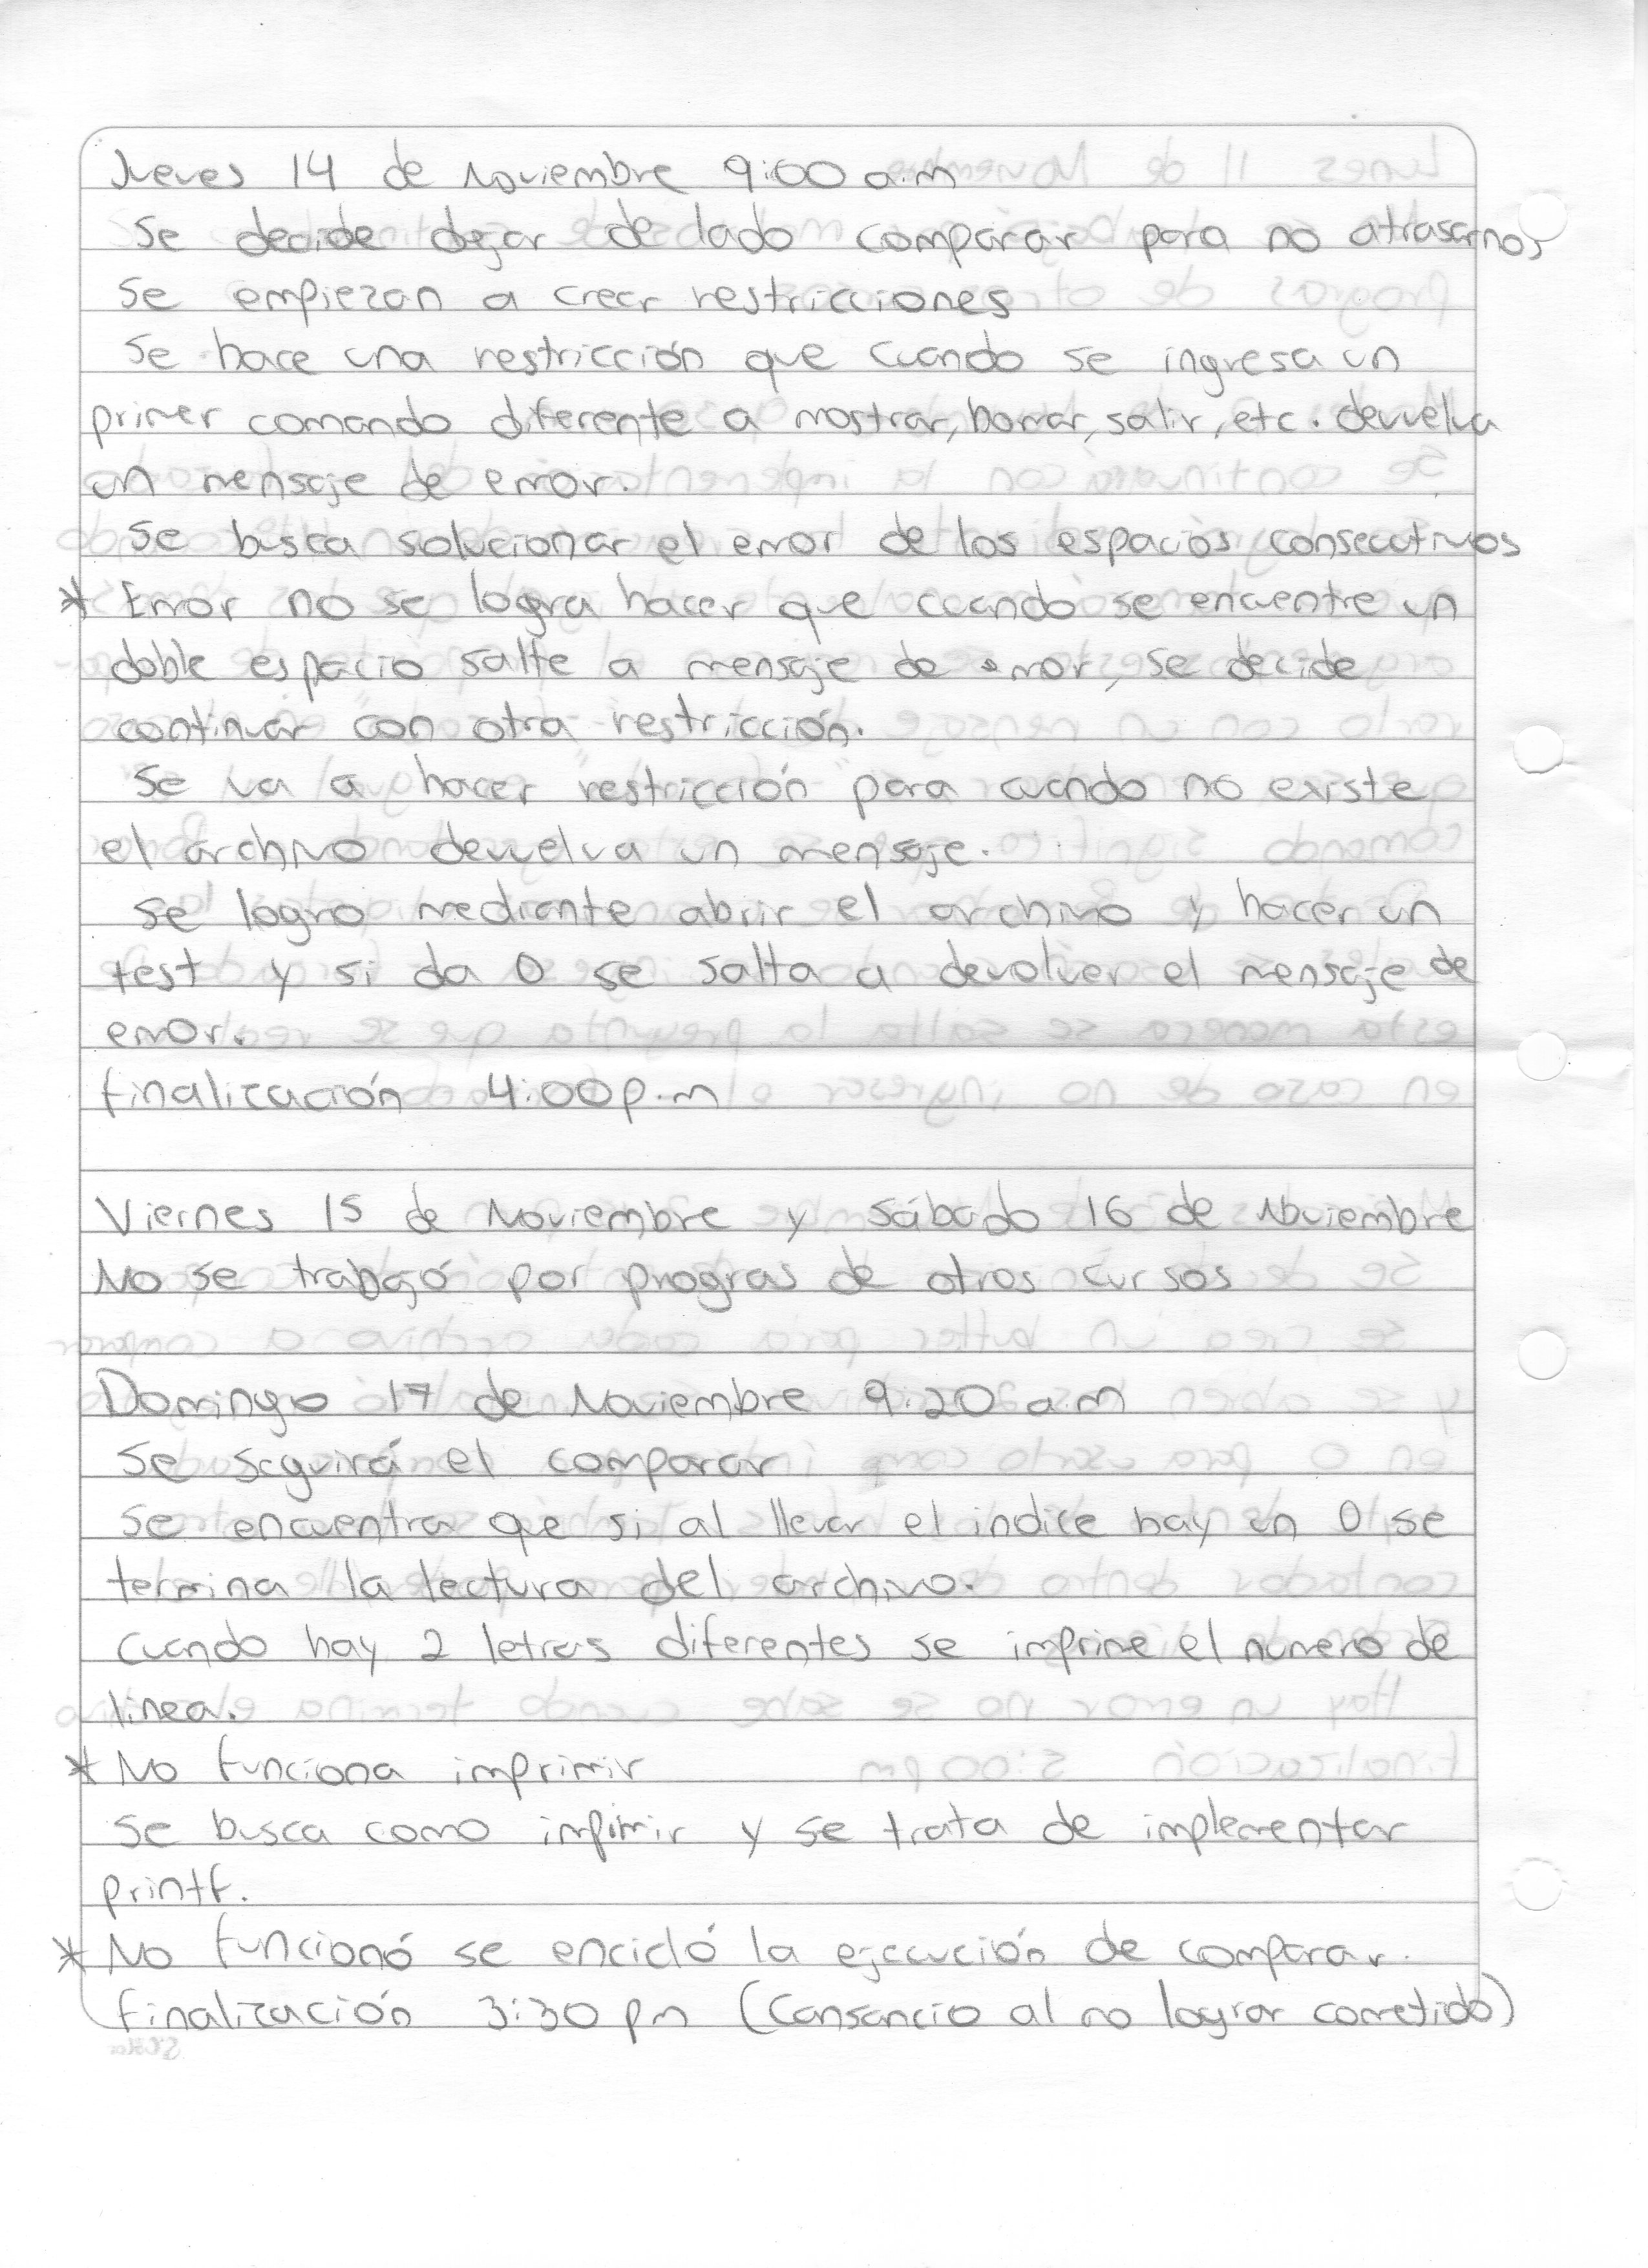 Jueves 14 de Noviembre 9:00 a.m
Se decide dejar de lado comparar para no atrasarnos
Se empiezan a crear restricciones
Se hace una restricción que cuando se ingresa un
primer comando diferente a mostrar, borrar, salir, etc. devuelva
un mensaje de error.
Se busca solucionar el error de los espacios consecutivos
* Error no se logra hacer que cuando se encuentre un
doble espacio salte a mensaje de error, se decide
continuar con otra restricción.
Se va a hacer restricción para cuando no existe
el archivo devuelva un mensaje.
Se logro mediante abrir el archivo y hacer un
test y si da 0 se salta a devolver el mensaje de
error.
finalización 4:00 p.m
Viernes 15 de Noviembre y sábado 16 de Noviembre
No se trabajó por progras de otros cursos
Domingo 17 de Noviembre 9:20 a.m
Se seguirá el comparar
Se encuentra que si al llevar el indice hay un 0 se
termina la lectura del archivo.
Cuando hay 2 letras diferentes se imprime el numero de
linea.
* No funciona imprimir
Se busca como impimir y se trata de implementar
printf.
* No funcionó se encicló la ejecución de comparar.
finalización 3:30 pm (Cansancio al no lograr cometido)